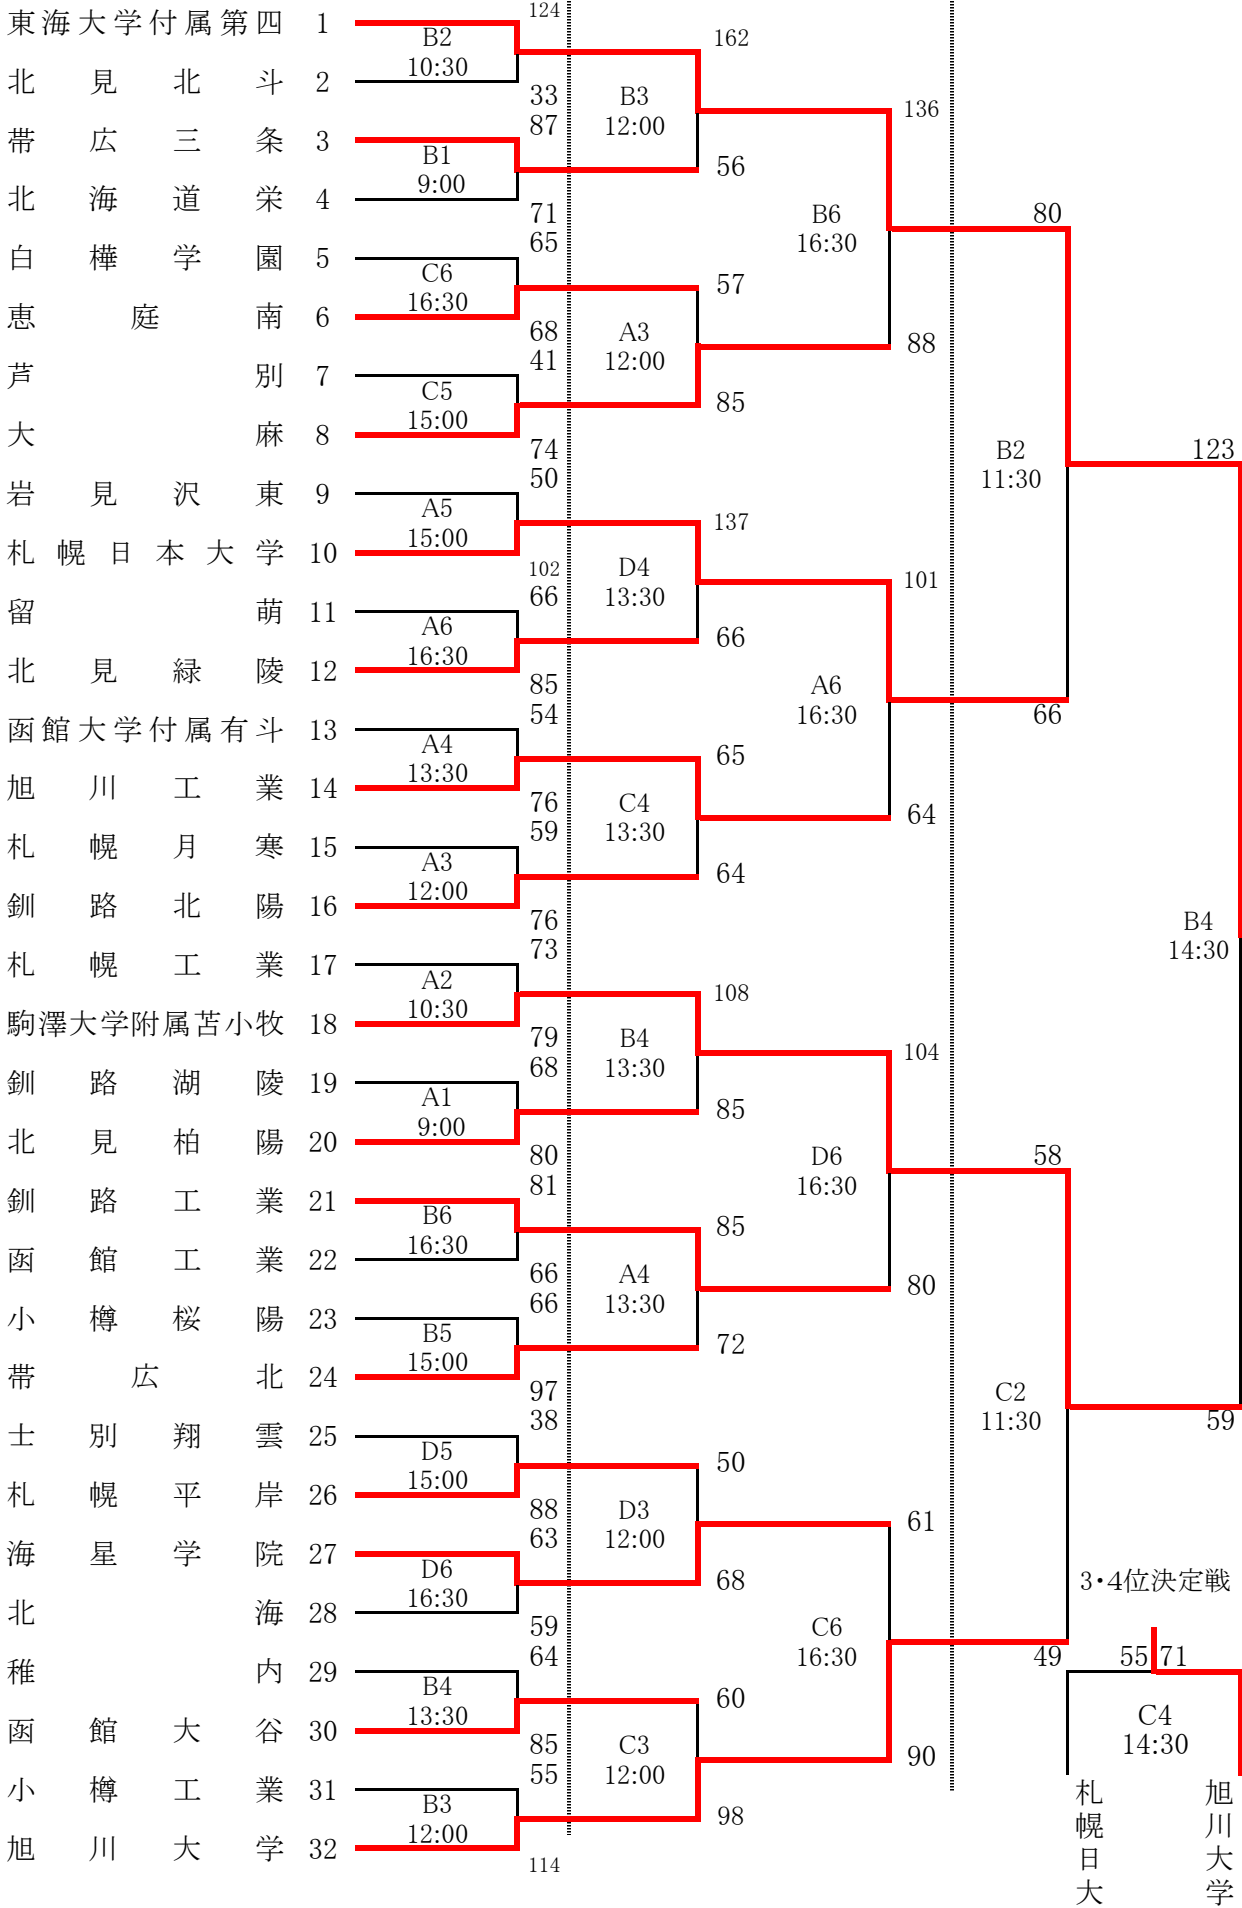 東海大学付属第四 1
北見北斗 2
帯広三条 3
北海道栄 4
白樺学園 5
恵庭南 6
芦別 7
大麻 8
岩見沢東 9
札幌日本大学 10
留萌 11
北見緑陵 12
函館大学付属有斗 13
旭川工業 14
札幌月寒 15
釧路北陽 16
札幌工業 17
駒澤大学附属苫小牧 18
釧路湖陵 19
北見柏陽 20
釧路工業 21
函館工業 22
小樽桜陽 23
帯広北 24
士別翔雲 25
札幌平岸 26
海星学院 27
北海 28
稚内 29
函館大谷 30
小樽工業 31
旭川大学 32
B2
10:30
B1
9:00
C6
16:30
C5
15:00
A5
15:00
A6
16:30
A4
13:30
A3
12:00
A2
10:30
A1
9:00
B6
16:30
B5
15:00
D5
15:00
D6
16:30
B4
13:30
B3
12:00
124
33
87
71
65
68
41
74
50
102
66
85
54
76
59
76
73
79
68
80
81
66
66
97
38
88
63
59
64
85
55
114
B3
12:00
A3
12:00
D4
13:30
C4
13:30
B4
13:30
A4
13:30
D3
12:00
C3
12:00
162
56
57
85
137
66
65
64
108
85
85
72
50
68
60
98
B6
16:30
A6
16:30
D6
16:30
C6
16:30
136
88
101
64
104
80
61
90
B2
11:30
C2
11:30
80
66
58
49
123
B4
14:30
59
3・4位決定戦
55 71
C4
14:30
札幌日大
旭川大学